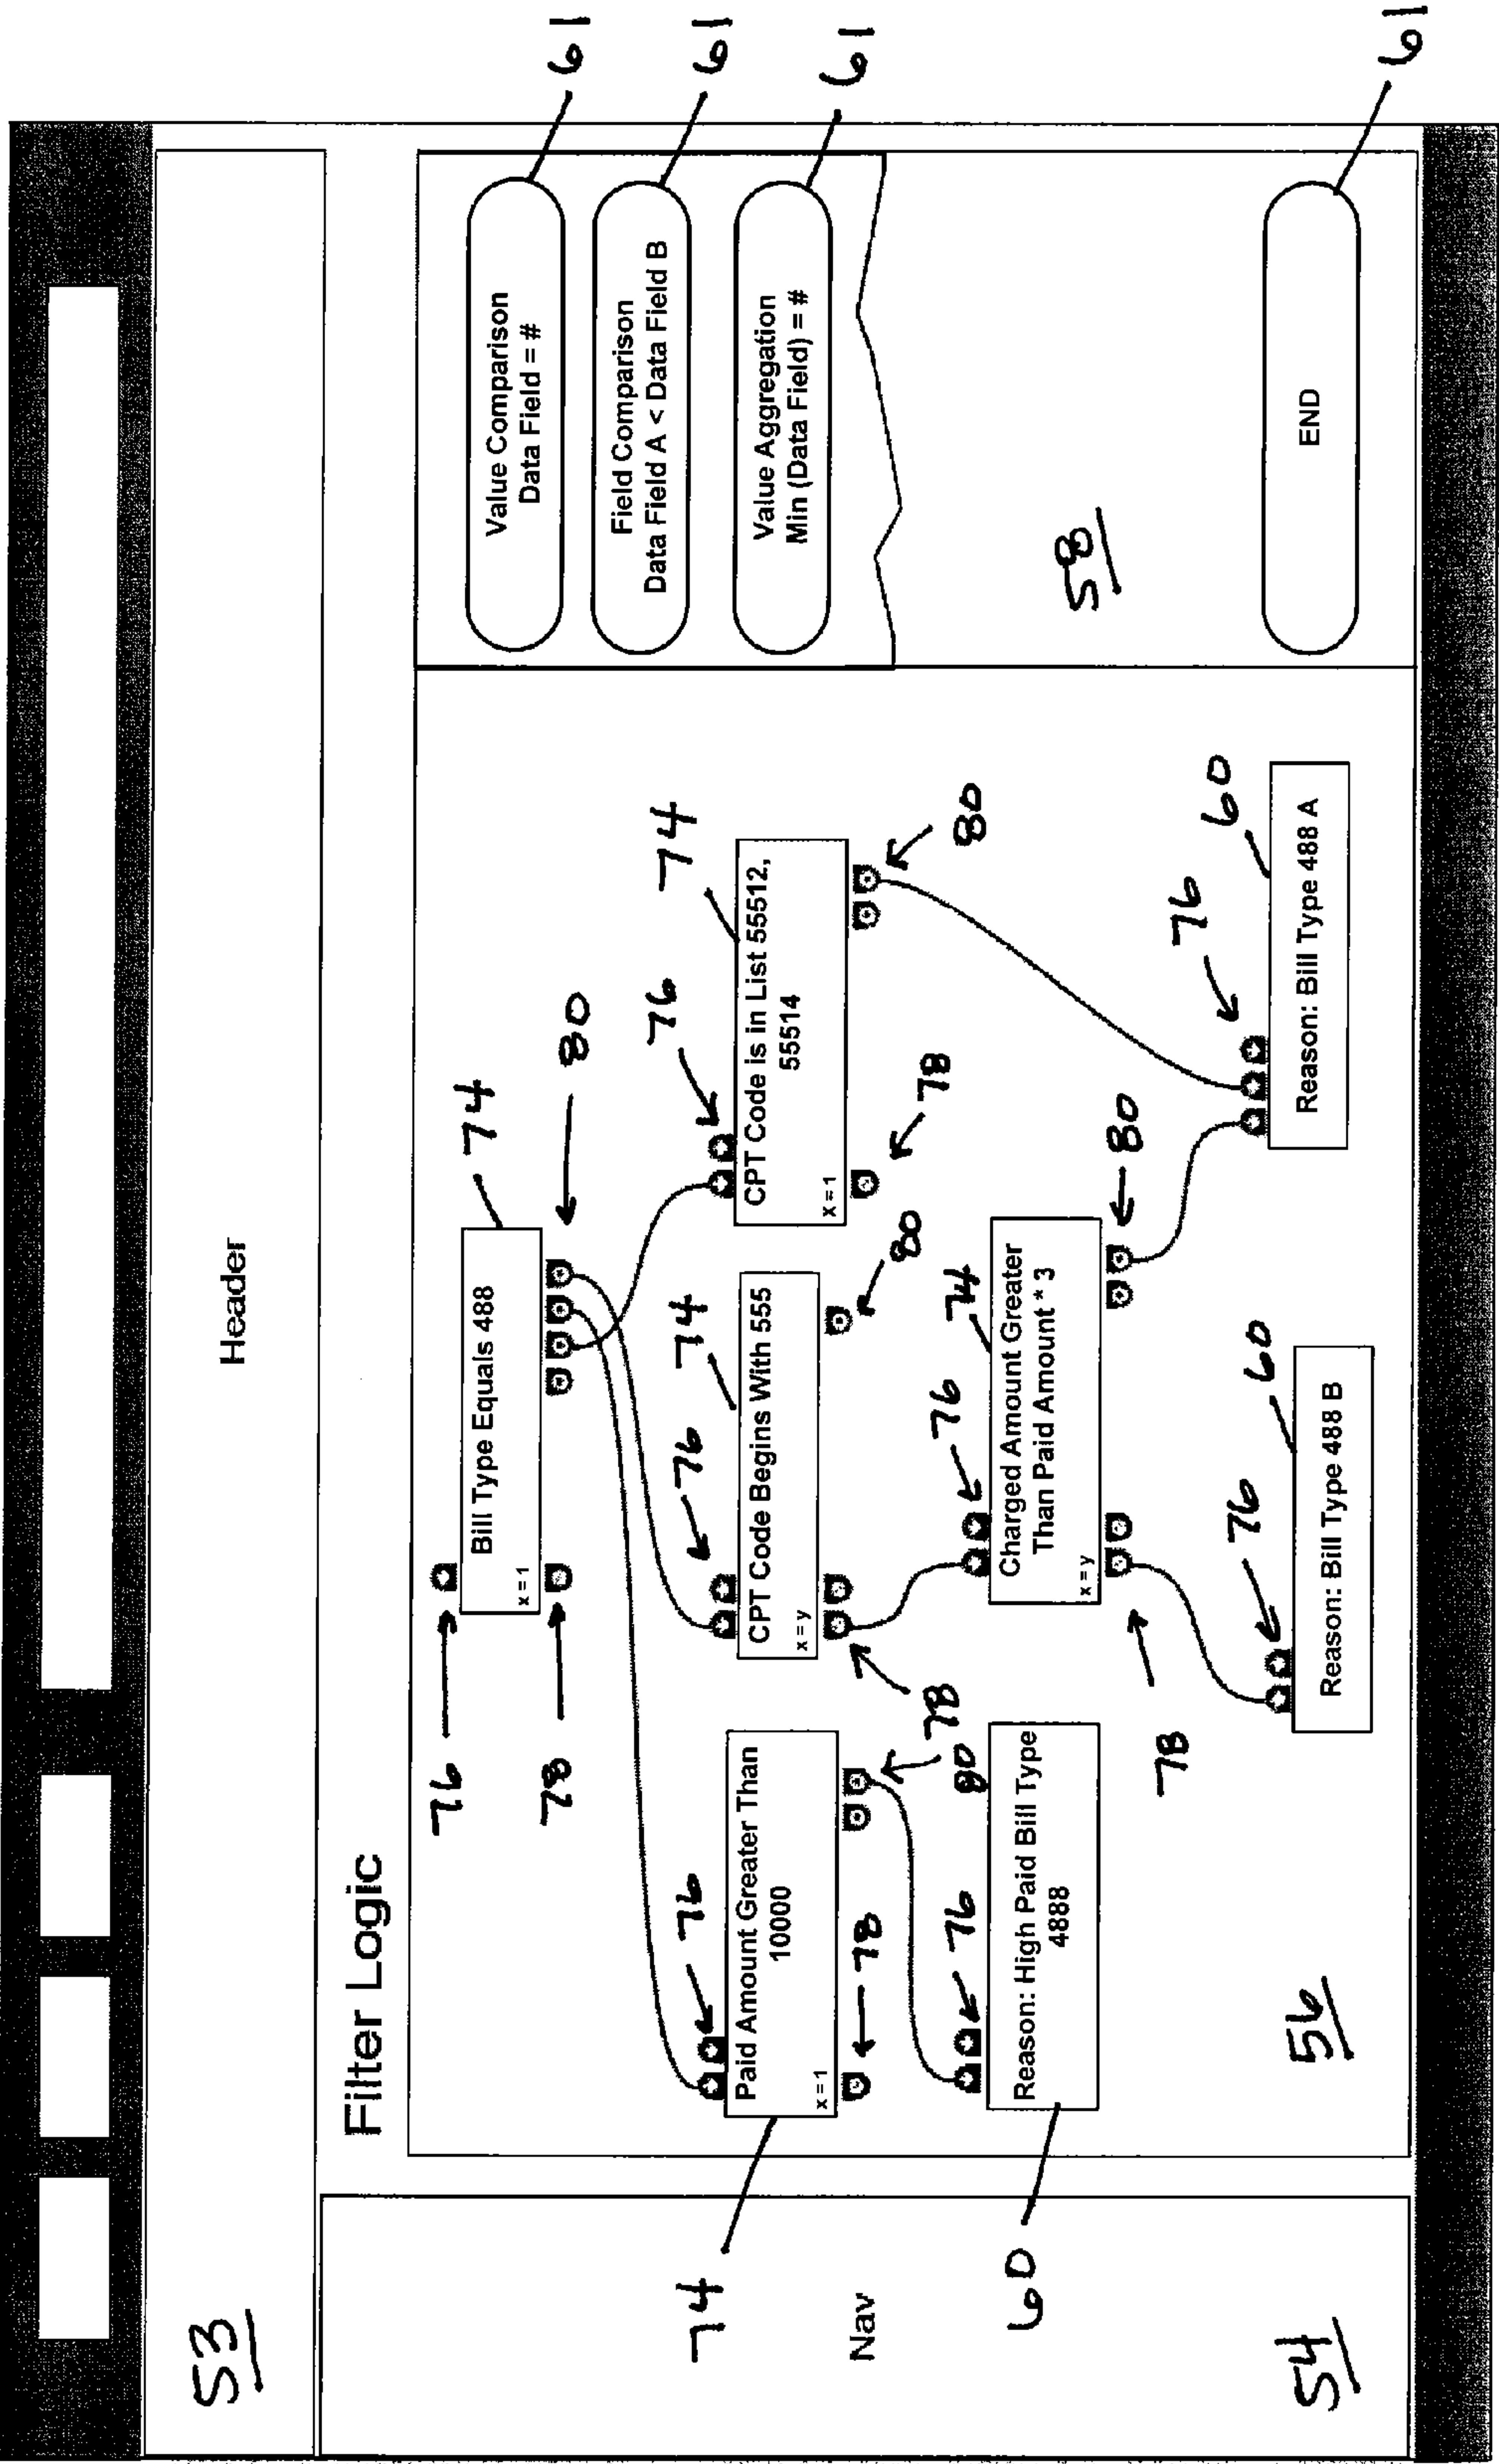 53
Header
Filter Logic
Nav
54
76
78
Bill Type Equals 488
x = 1
74
80
74
76
Paid Amount Greater Than
10000
x = 1
78
78
76
74
CPT Code Begins With 555
x = y
78
80
76
74
CPT Code is in List 55512,
55514
x = 1
78
80
60
76
80
Reason: High Paid Bill Type
4888
76
74
Charged Amount Greater
Than Paid Amount * 3
x = y
78
80
76
60
Reason: Bill Type 488 B
76
60
Reason: Bill Type 488 A
56
Value Comparison
Data Field = #
61
Field Comparison
Data Field A < Data Field B
61
Value Aggregation
Min (Data Field) = #
61
58
END
61